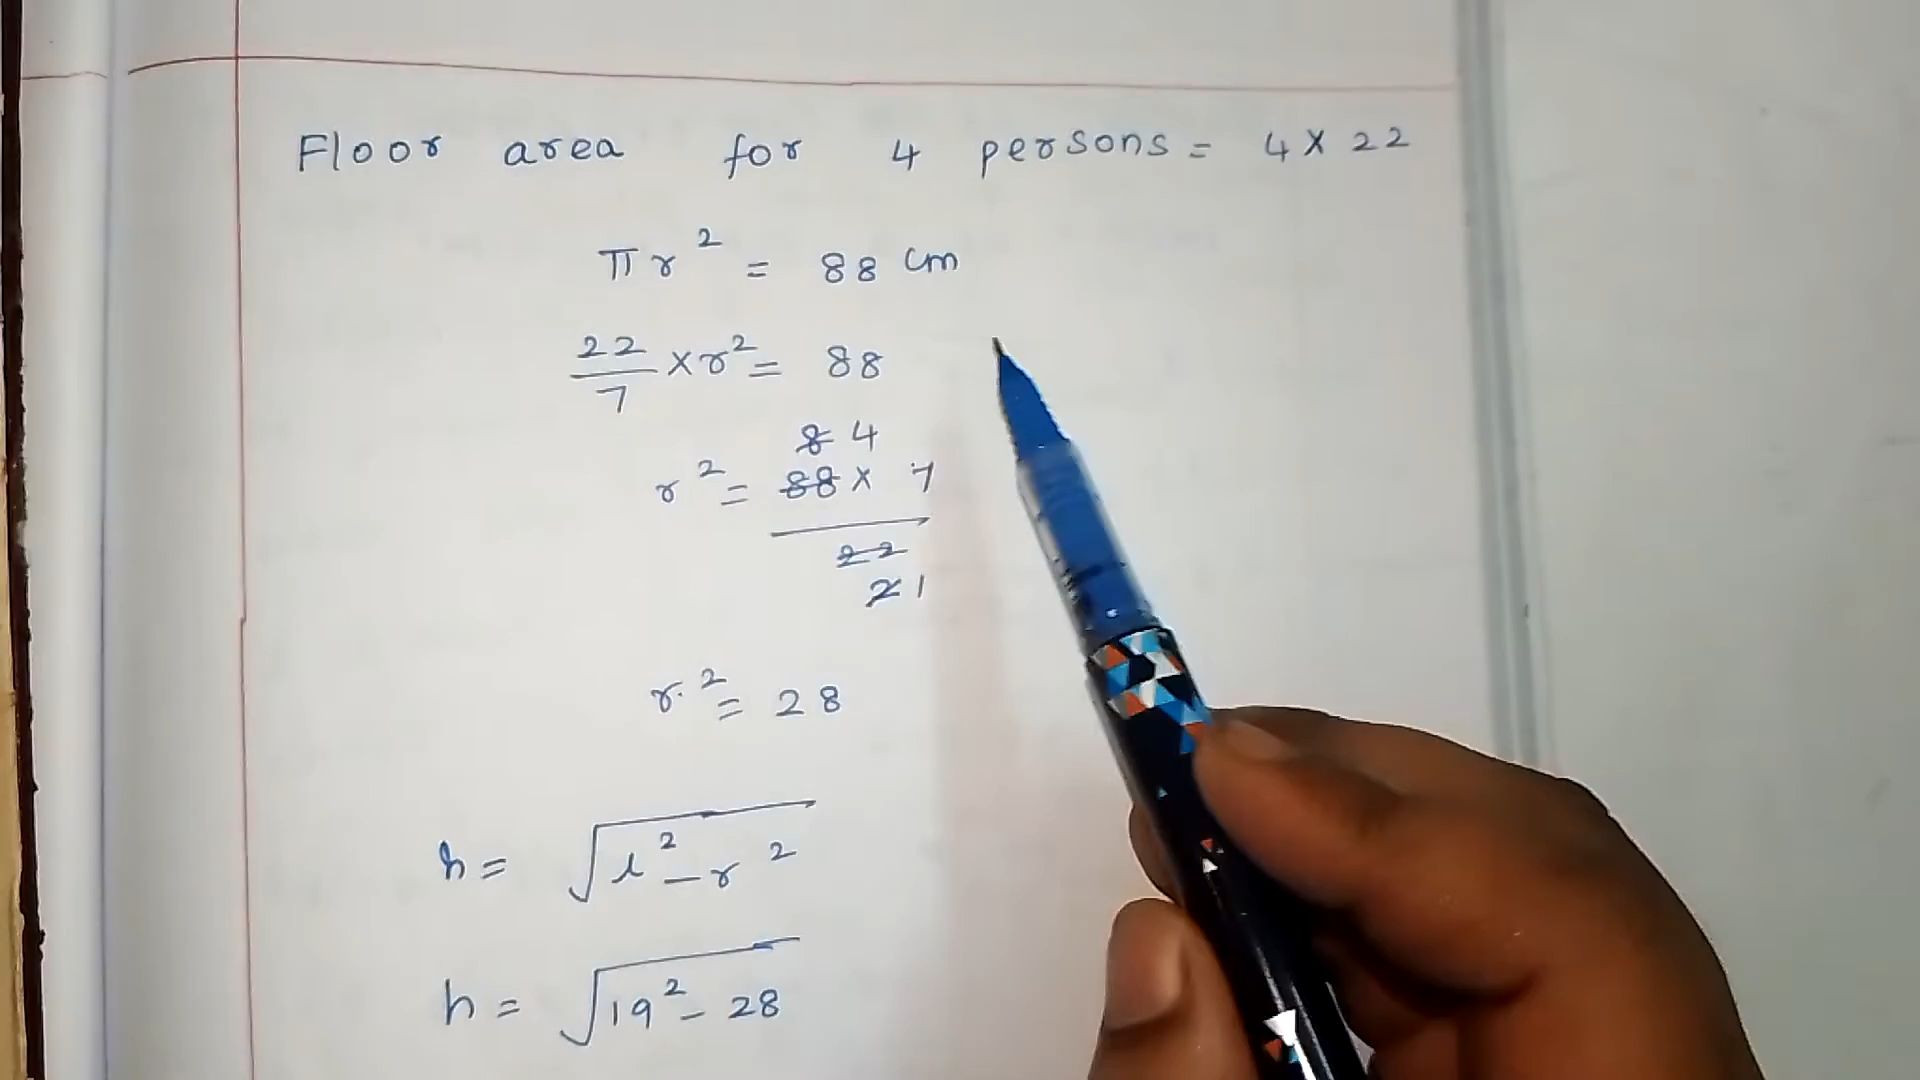 Floor area for 4 persons = 4 × 22
πr² = 88 cm
22/7 × r² = 88
8 4
r² = 88 × 7
22
2 1
r² = 28
h = √l² – r²
h = √19² – 28